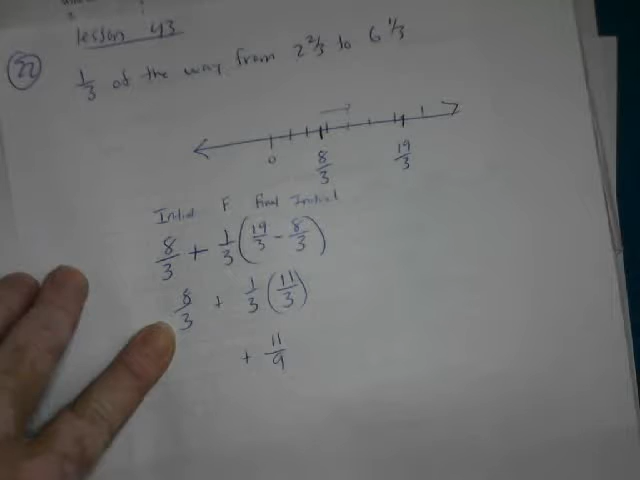 lesson 43
22
1/3 of the way from 2 2/3 to 6 1/3
0 8/3 19/3
Initial F Final Initial
8/3 + 1/3 (19/3 - 8/3)
8/3 + 1/3 (11/3)
+ 11/9